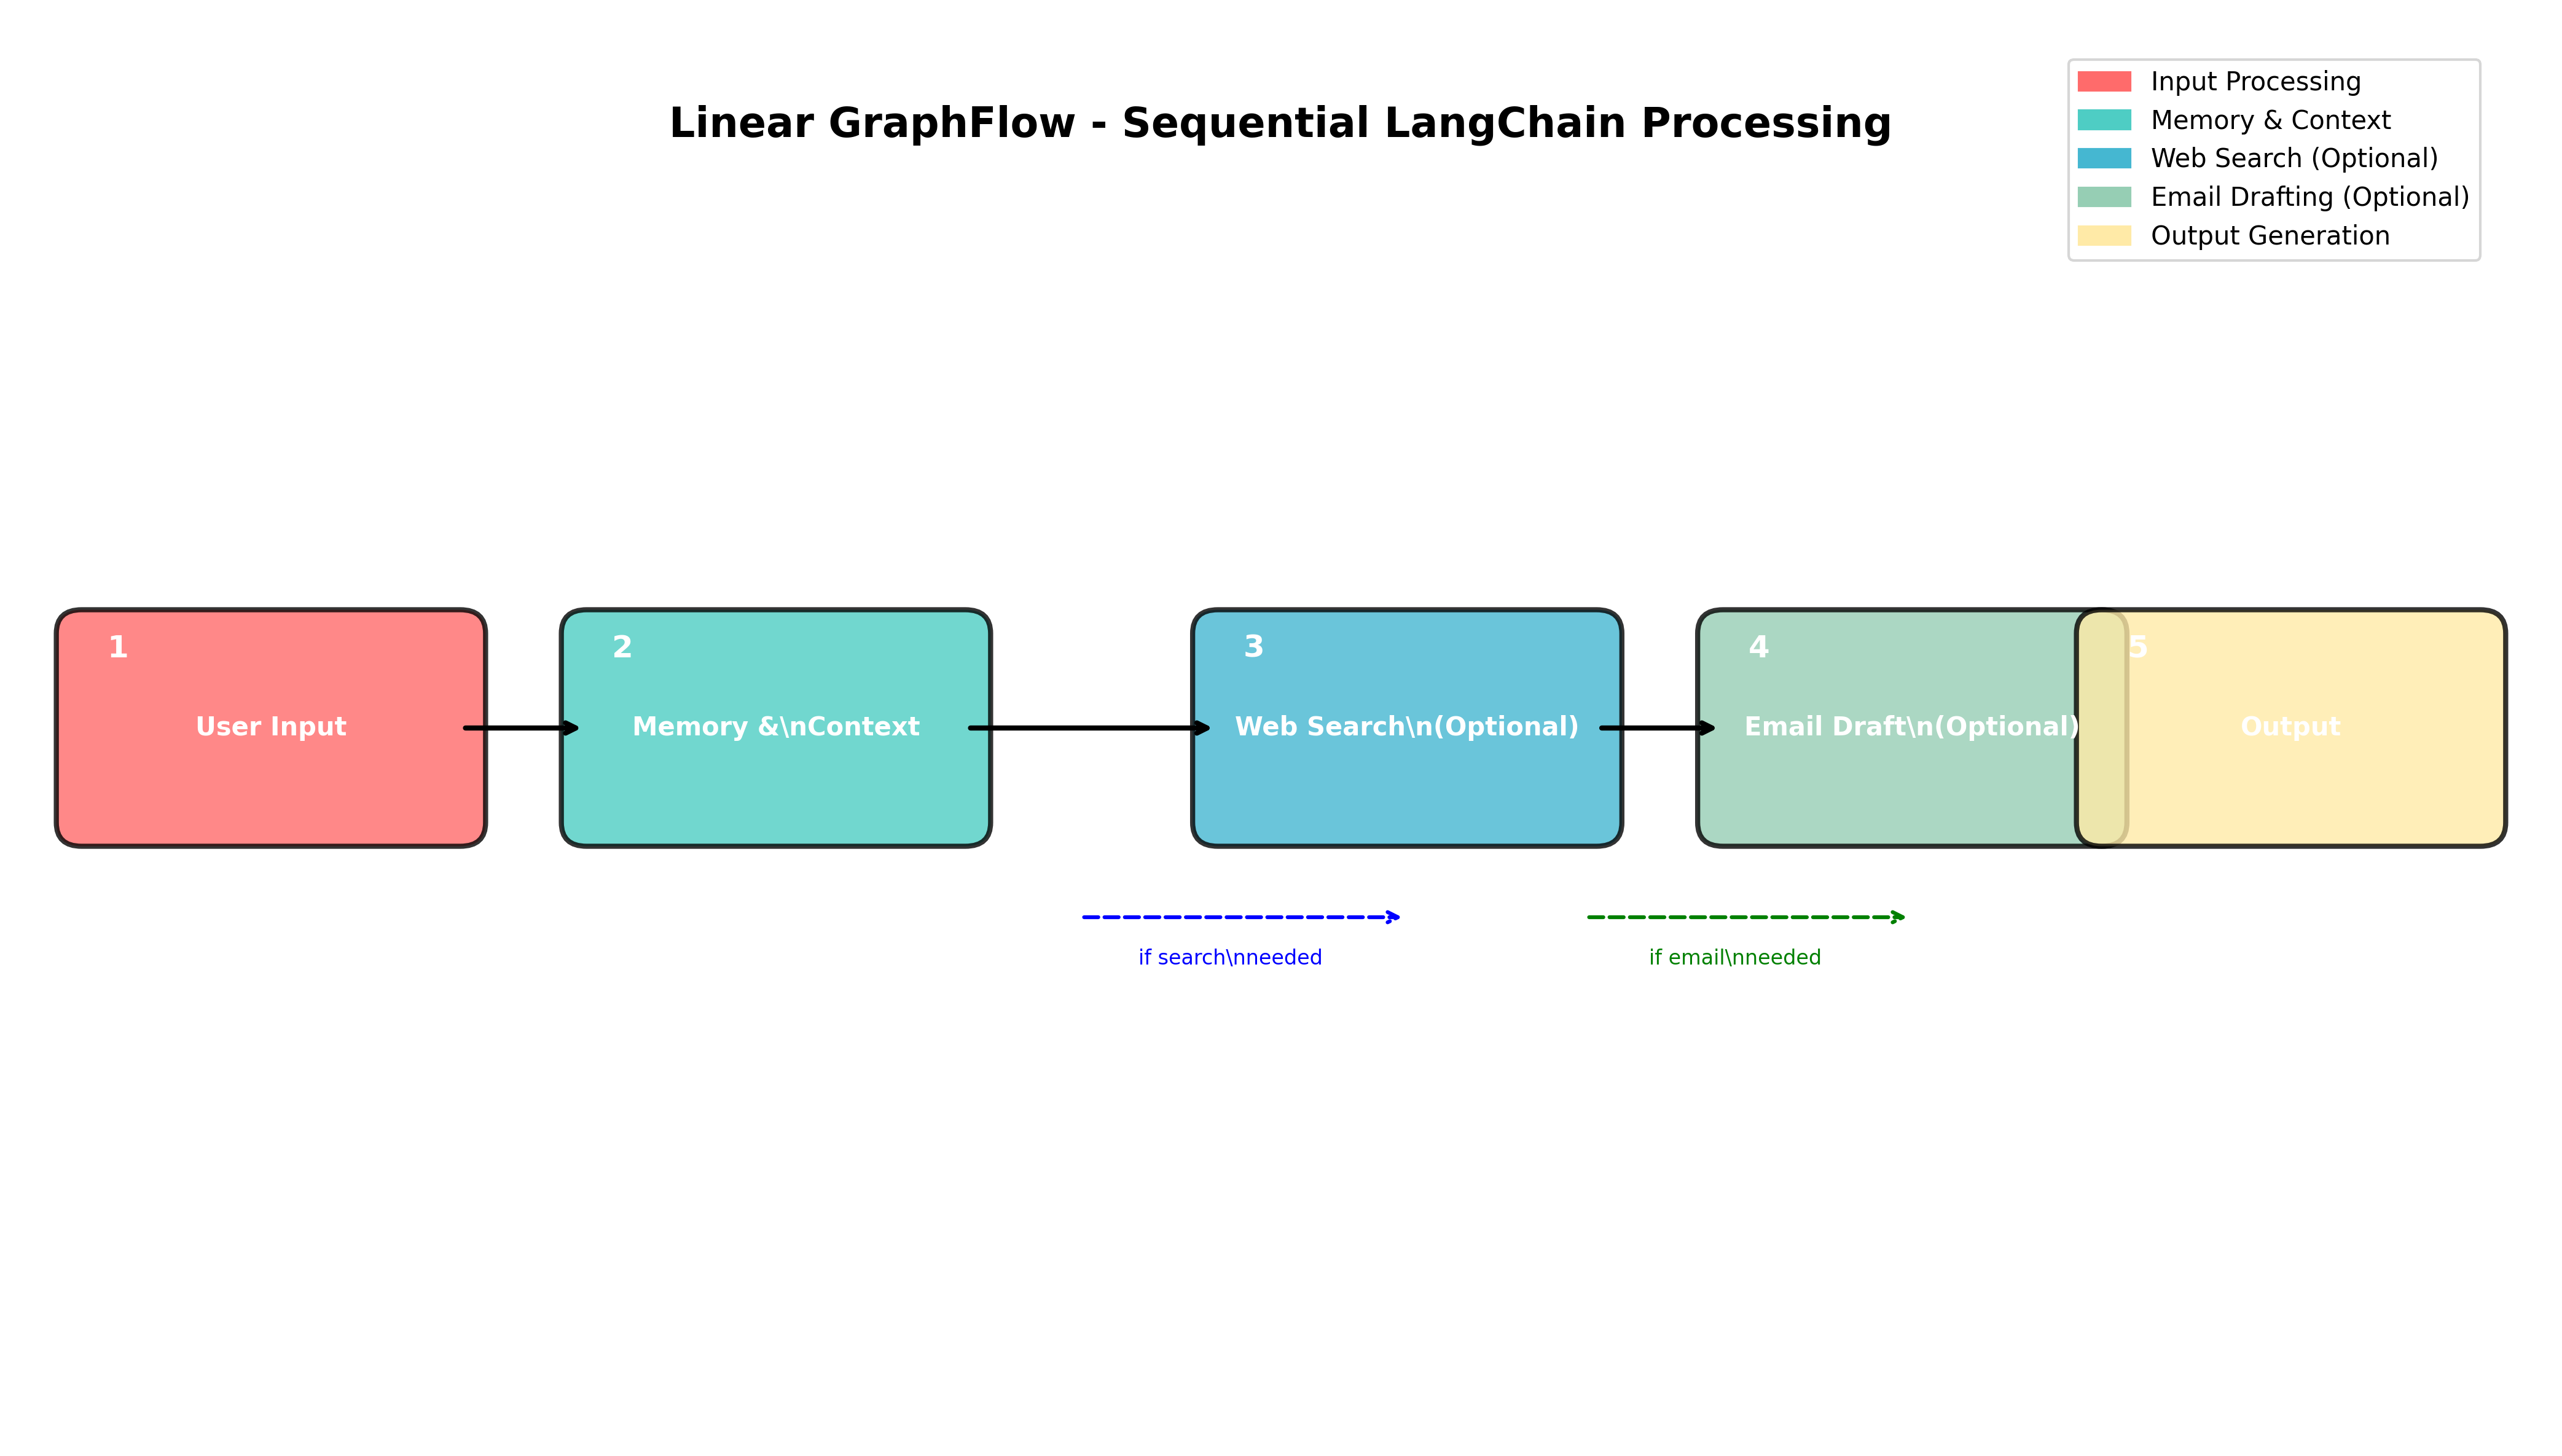 Linear GraphFlow - Sequential LangChain Processing
Input Processing
Memory & Context
Web Search (Optional)
Email Drafting (Optional)
Output Generation
1
User Input
2
Memory &\nContext
3
Web Search\n(Optional)
4
Email Draft\n(Optional)
5
Output
if search\nneeded
if email\nneeded